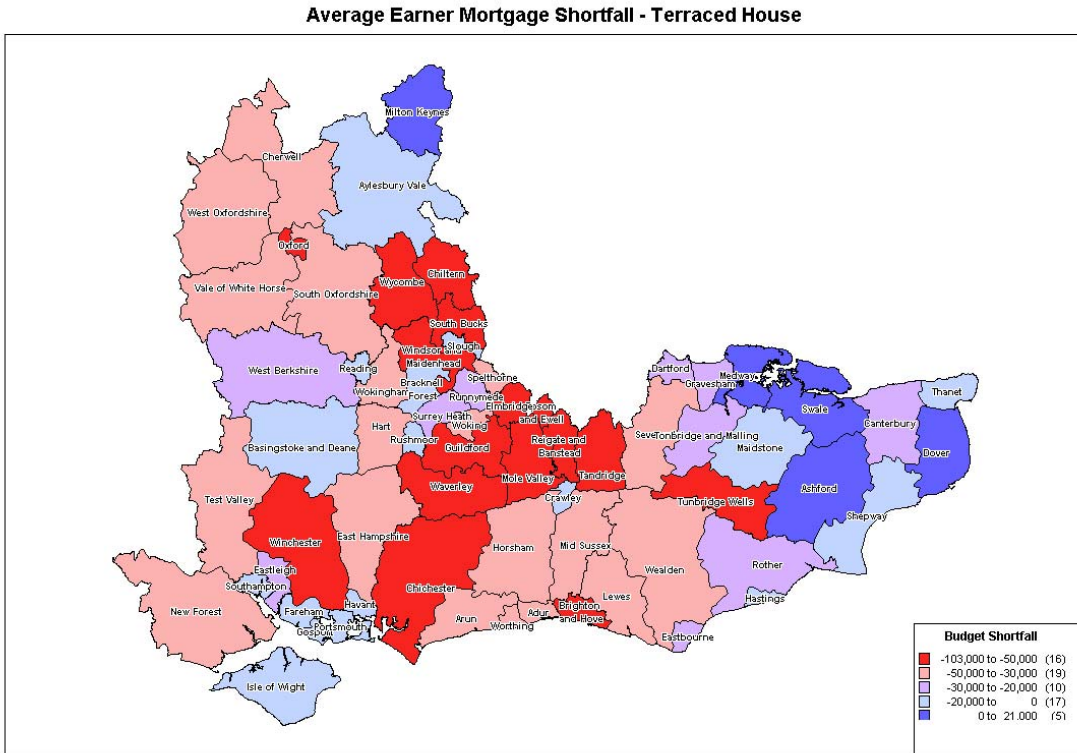 Average Earner Mortgage Shortfall - Terraced House
Milton Keynes
Cherwell
Aylesbury Vale
West Oxfordshire
Oxford
Chiltern
Wycombe
Vale of White Horse
South Oxfordshire
South Bucks
Windsor and
Slough
Maidenhead
Reading
West Berkshire
Bracknell
Forest
Wokingham
Spelthorne
Runnymede
Dartford
Gravesham
Medway
Thanet
Swale
Canterbury
Elmbridge
and Ewell
Surrey Heath
Woking
Hart
Rushmoor
Guildford
Reigate and
Banstead
Tonbridge and Malling
Maidstone
Basingstoke and Deane
Dover
Mole Valley
Tandridge
Waverley
Ashford
Crawley
Tunbridge Wells
Test Valley
Shepway
Winchester
East Hampshire
Horsham
Mid Sussex
Rother
Eastleigh
Wealden
Southampton
Chichester
Lewes
Hastings
New Forest
Fareham
Havant
Portsmouth
Gosport
Arun
Worthing
Adur
Brighton
and Hove
Eastbourne
Isle of Wight
Budget Shortfall
-103,000 to -50,000 (16)
-50,000 to -30,000 (19)
-30,000 to -20,000 (10)
-20,000 to 0 (17)
0 to 21,000 (5)